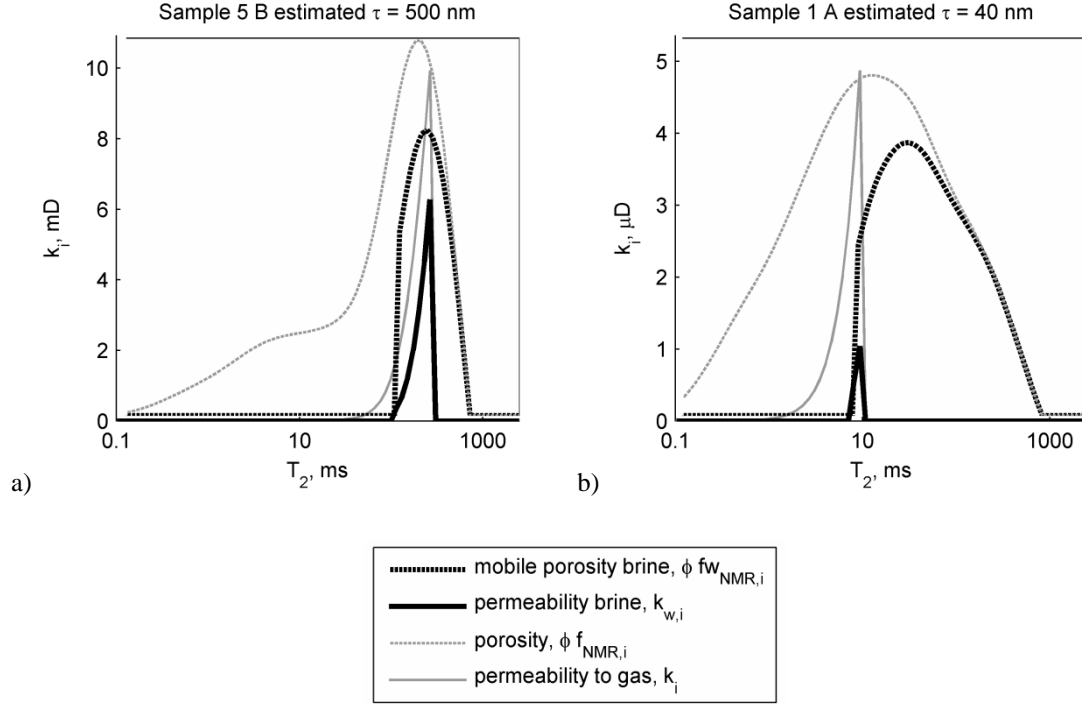 Sample 5 B estimated τ = 500 nm
k_i, mD
10
8
6
4
2
0
0.1
10
1000
T_2, ms
a)
Sample 1 A estimated τ = 40 nm
k_i, μD
5
4
3
2
1
0
0.1
10
1000
T_2, ms
b)
mobile porosity brine, ϕ fw_NMR,i
permeability brine, k_w,i
porosity, ϕ f_NMR,i
permeability to gas, k_i